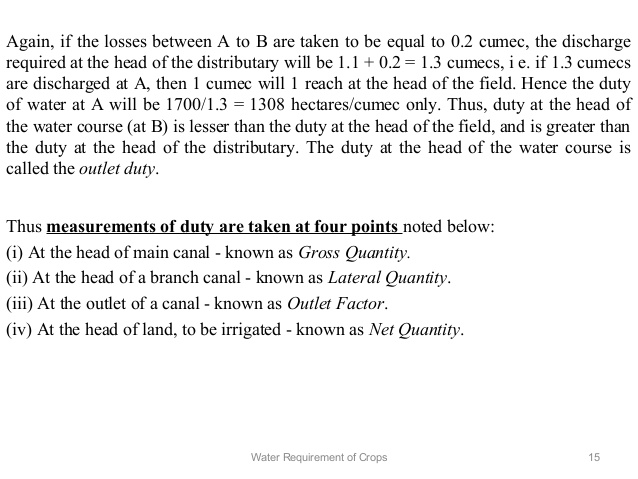 Again, if the losses between A to B are taken to be equal to 0.2 cumec, the discharge
required at the head of the distributary will be 1.1 + 0.2 = 1.3 cumecs, i e. if 1.3 cumecs
are discharged at A, then 1 cumec will 1 reach at the head of the field. Hence the duty
of water at A will be 1700/1.3 = 1308 hectares/cumec only. Thus, duty at the head of
the water course (at B) is lesser than the duty at the head of the field, and is greater than
the duty at the head of the distributary. The duty at the head of the water course is
called the outlet duty.
Thus measurements of duty are taken at four points noted below:
(i) At the head of main canal - known as Gross Quantity.
(ii) At the head of a branch canal - known as Lateral Quantity.
(iii) At the outlet of a canal - known as Outlet Factor.
(iv) At the head of land, to be irrigated - known as Net Quantity.
Water Requirement of Crops
15